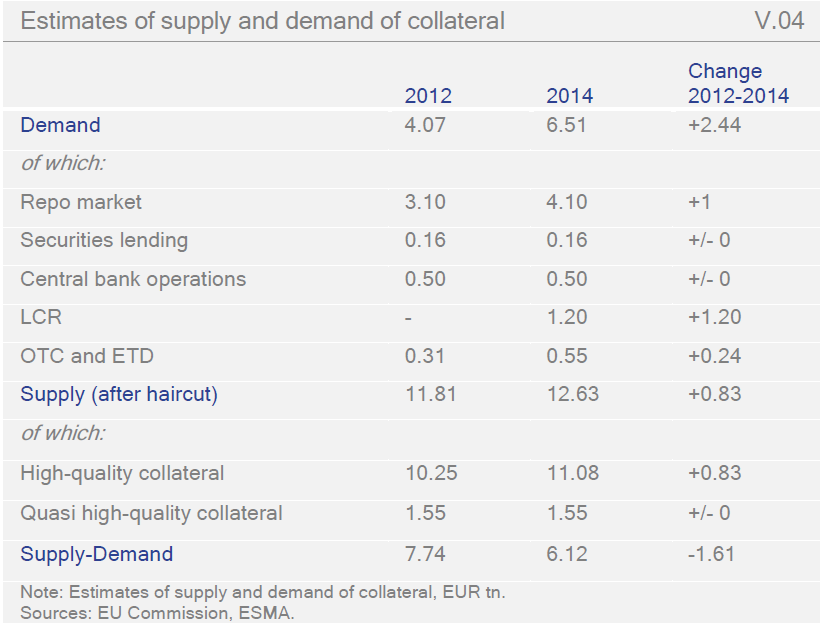 Estimates of supply and demand of collateral V.04
Change
2012 2014 2012-2014
Demand 4.07 6.51 +2.44
of which:
Repo market 3.10 4.10 +1
Securities lending 0.16 0.16 +/- 0
Central bank operations 0.50 0.50 +/- 0
LCR - 1.20 +1.20
OTC and ETD 0.31 0.55 +0.24
Supply (after haircut) 11.81 12.63 +0.83
of which:
High-quality collateral 10.25 11.08 +0.83
Quasi high-quality collateral 1.55 1.55 +/- 0
Supply-Demand 7.74 6.12 -1.61
Note: Estimates of supply and demand of collateral, EUR tn.
Sources: EU Commission, ESMA.